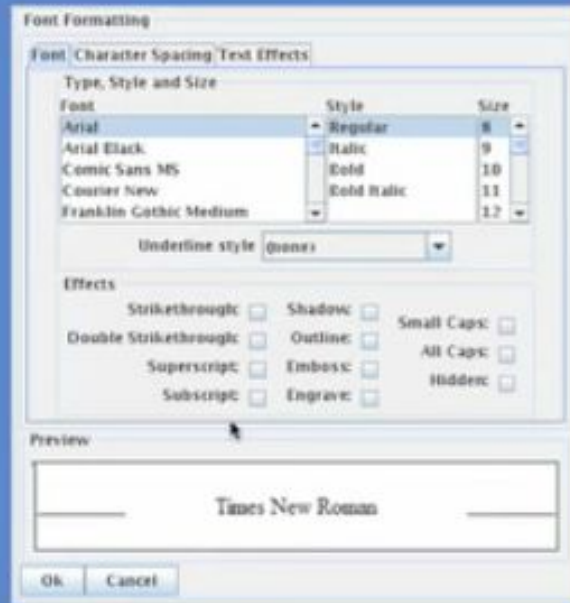 Font Formatting
Font Character Spacing Text Effects
Type, Style and Size
Font Style Size
Arial Regular 8
Arial Black Italic 9
Comic Sans MS Bold 10
Courier New Bold Italic 11
Franklin Gothic Medium 12
Underline style (none)
Effects
Strikethrough: Shadow: Small Caps:
Double Strikethrough: Outline: All Caps:
Superscript: Emboss: Hidden:
Subscript: Engrave:
Preview
Times New Roman
Ok Cancel